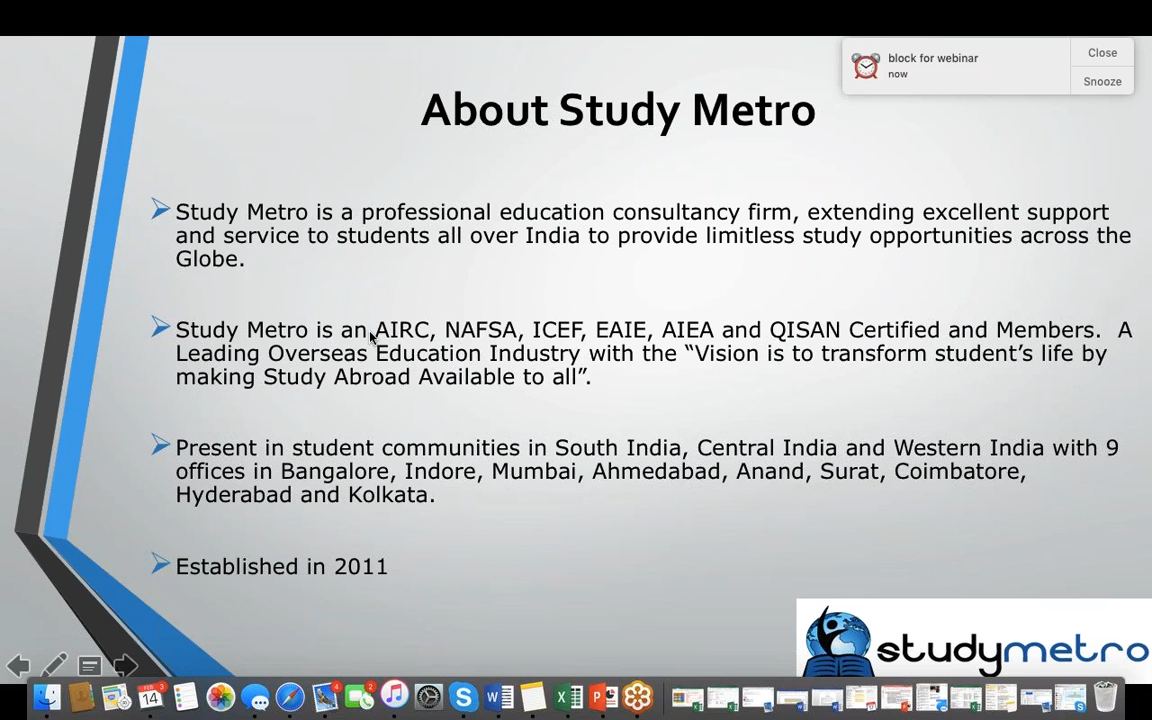 block for webinar
now
Close
Snooze
About Study Metro
Study Metro is a professional education consultancy firm, extending excellent support
and service to students all over India to provide limitless study opportunities across the
Globe.
Study Metro is an AIRC, NAFSA, ICEF, EAIE, AIEA and QISAN Certified and Members. A
Leading Overseas Education Industry with the “Vision is to transform student’s life by
making Study Abroad Available to all”.
Present in student communities in South India, Central India and Western India with 9
offices in Bangalore, Indore, Mumbai, Ahmedabad, Anand, Surat, Coimbatore,
Hyderabad and Kolkata.
Established in 2011
studymetro
FEB
14
3
2